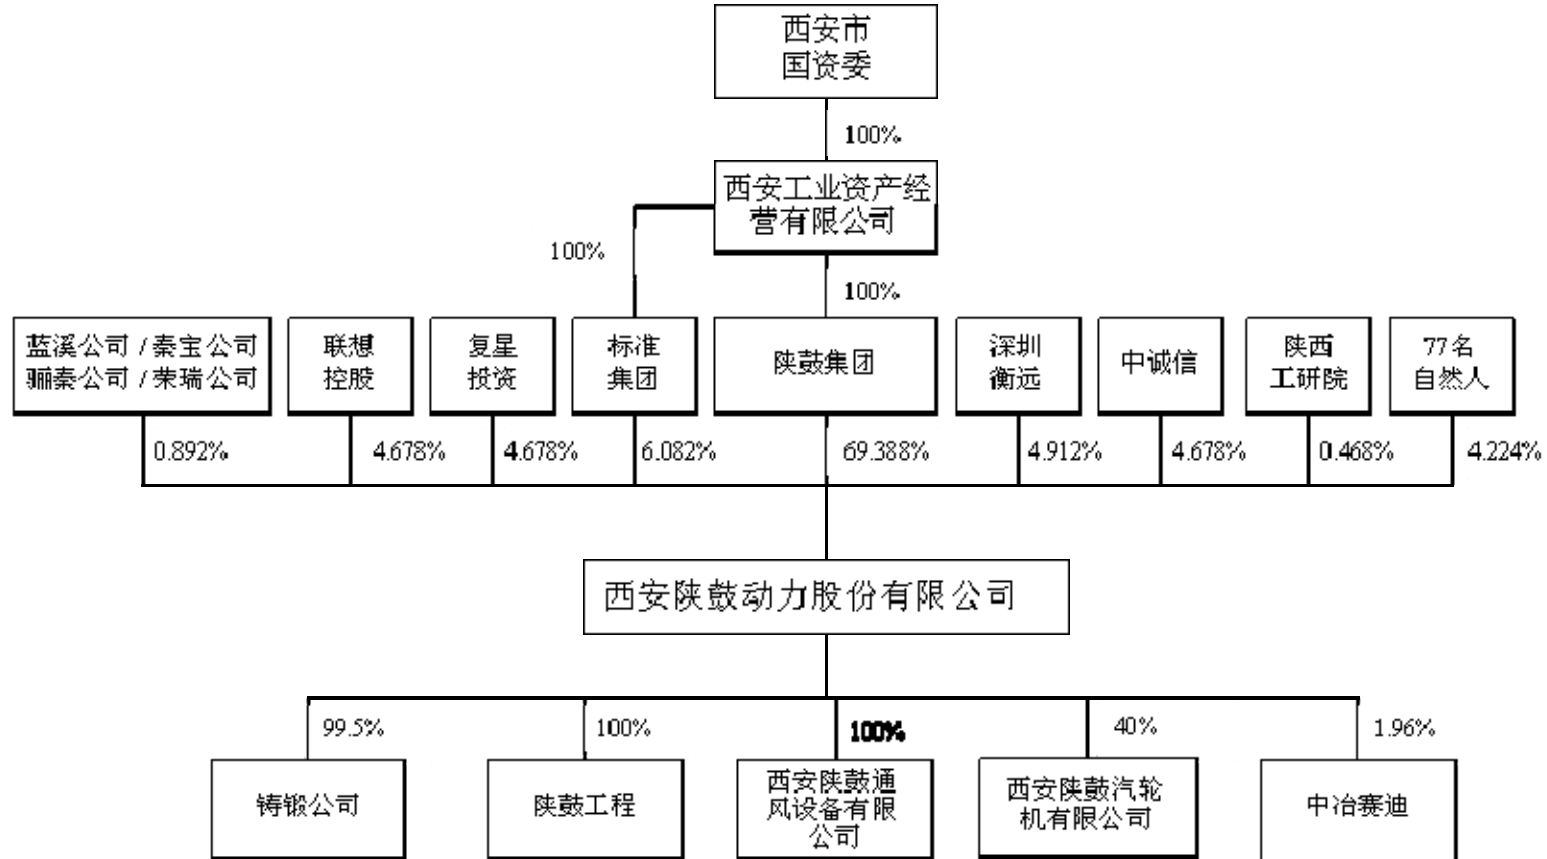 西安市
国资委
100%
西安工业资产经
营有限公司
100%
100%
蓝溪公司 / 秦宝公司
骊秦公司 / 荣瑞公司
联想
控股
复星
投资
标准
集团
陕鼓集团
深圳
衡远
中诚信
陕西
工研院
77名
自然人
0.892%
4.678%
4.678%
6.082%
69.388%
4.912%
4.678%
0.468%
4.224%
西安陕鼓动力股份有限公司
99.5%
100%
100%
40%
1.96%
铸锻公司
陕鼓工程
西安陕鼓通
风设备有限
公司
西安陕鼓汽轮
机有限公司
中冶赛迪